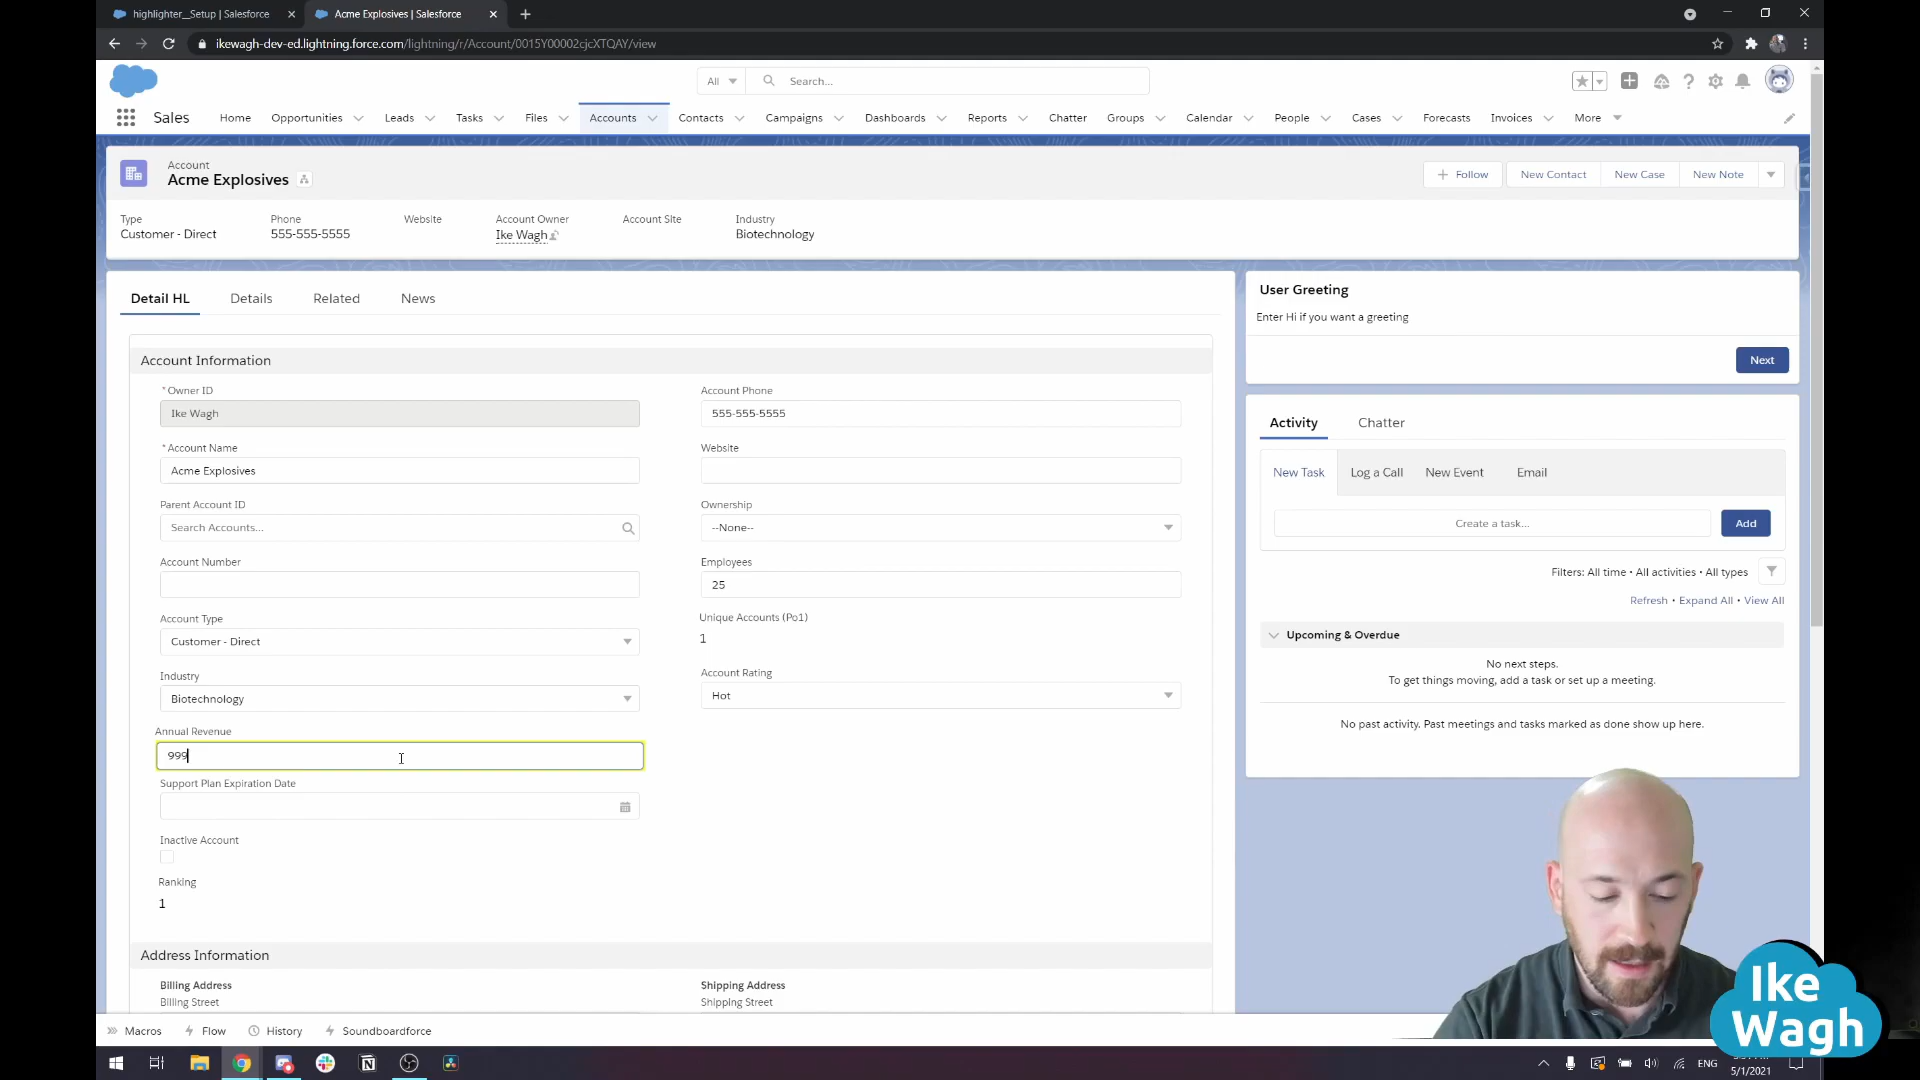 highlighter__Setup | Salesforce
Acme Explosives | Salesforce
ikewagh-dev-ed.lightning.force.com/lightning/r/Account/0015Y00002cjcXTQAY/view
All
Search...
Sales
Home
Opportunities
Leads
Tasks
Files
Accounts
Contacts
Campaigns
Dashboards
Reports
Chatter
Groups
Calendar
People
Cases
Forecasts
Invoices
More
Account
Acme Explosives
Follow
New Contact
New Case
New Note
Type
Customer - Direct
Phone
555-555-5555
Website
Account Owner
Ike Wagh
Account Site
Industry
Biotechnology
Detail HL
Details
Related
News
Account Information
*Owner ID
Ike Wagh
*Account Name
Acme Explosives
Parent Account ID
Search Accounts...
Account Number
Account Type
Customer - Direct
Industry
Biotechnology
Annual Revenue
999
Support Plan Expiration Date
Inactive Account
Ranking
1
Account Phone
555-555-5555
Website
Ownership
--None--
Employees
25
Unique Accounts (Po1)
1
Account Rating
Hot
Address Information
Billing Address
Billing Street
Shipping Address
Shipping Street
User Greeting
Enter Hi if you want a greeting
Next
Activity
Chatter
New Task
Log a Call
New Event
Email
Create a task...
Add
Filters: All time • All activities • All types
Refresh • Expand All • View All
Upcoming & Overdue
No next steps.
To get things moving, add a task or set up a meeting.
No past activity. Past meetings and tasks marked as done show up here.
Macros
Flow
History
Soundboardforce
Ike
Wagh
ENG
5/1/2021